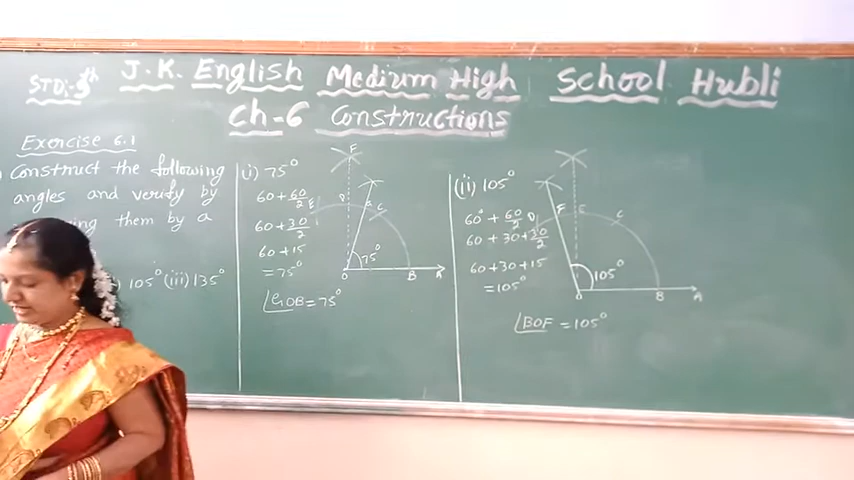 STD:-9th
J.K. English Medium High School Hubli
Ch-6 Constructions
Exercise 6.1
Construct the following
angles and verify by
them by a
105° (iii) 135°
(i) 75°
60+60/2
60+30/2
60+15
=75°
∠GOB=75°
F
D
E
G
C
75°
O
B
A
(ii) 105°
60°+60/2
60+30+30/2
60+30+15
=105°
∠BOF=105°
D
F
E
C
105°
O
B
A